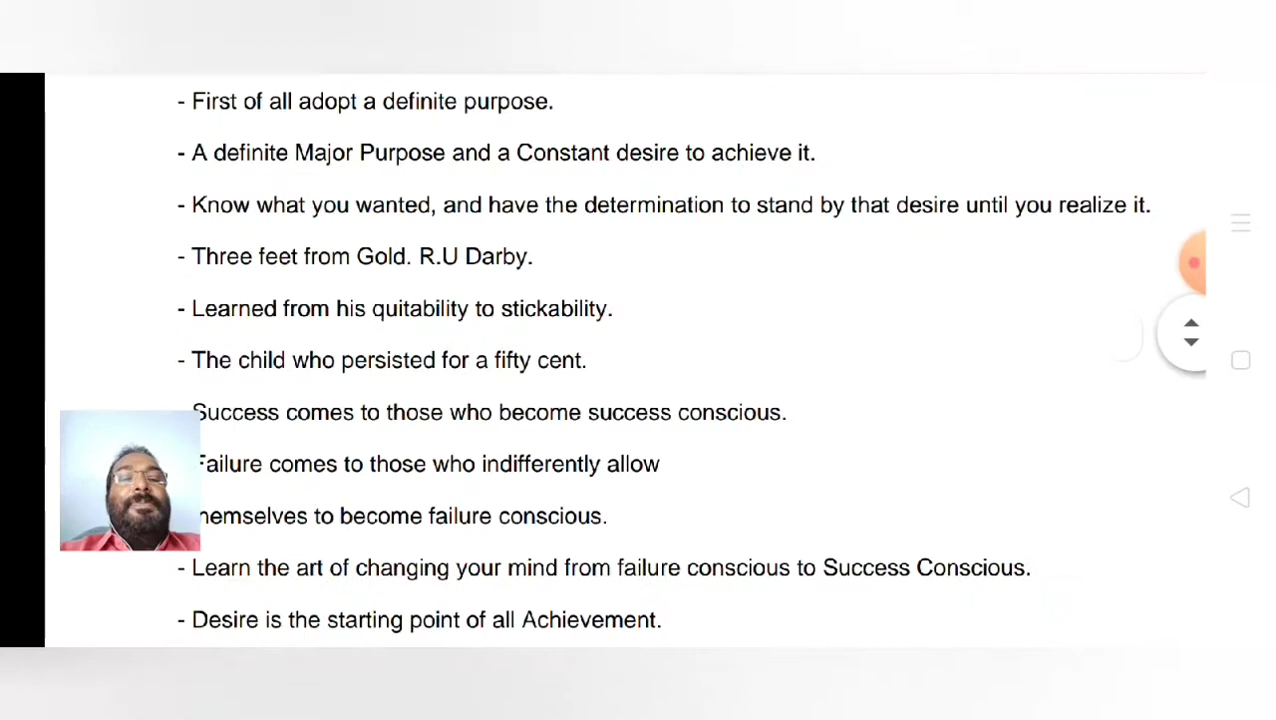 - First of all adopt a definite purpose.
- A definite Major Purpose and a Constant desire to achieve it.
- Know what you wanted, and have the determination to stand by that desire until you realize it.
- Three feet from Gold. R.U Darby.
- Learned from his quitability to stickability.
- The child who persisted for a fifty cent.
Success comes to those who become success conscious.
Failure comes to those who indifferently allow
hemselves to become failure conscious.
- Learn the art of changing your mind from failure conscious to Success Conscious.
- Desire is the starting point of all Achievement.